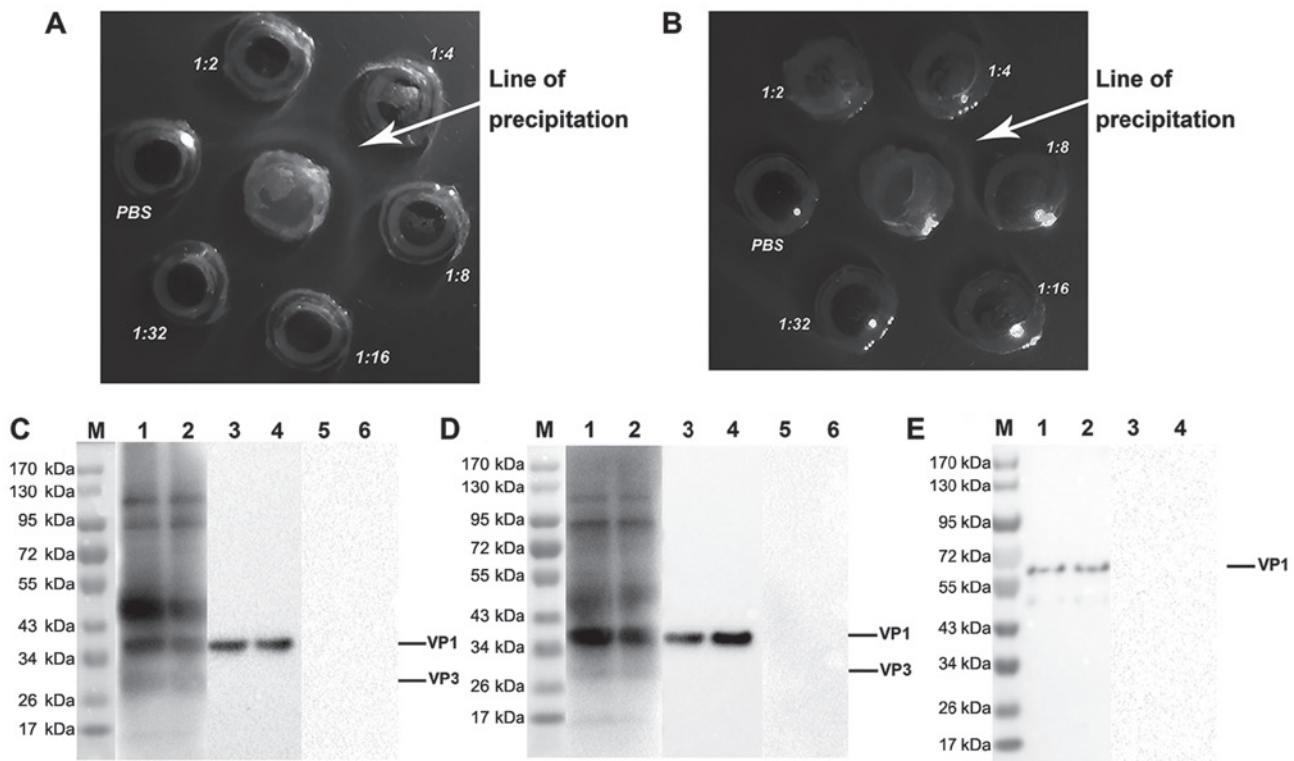 A
1:2
1:4
Line of
precipitation
PBS
1:8
1:32
1:16
B
1:2
1:4
Line of
precipitation
1:8
PBS
1:16
1:32
C M 1 2 3 4 5 6
170 kDa
130 kDa
95 kDa
72 kDa
55 kDa
43 kDa
34 kDa
26 kDa
17 kDa
VP1
VP3
D M 1 2 3 4 5 6
170 kDa
130 kDa
95 kDa
72 kDa
55 kDa
43 kDa
34 kDa
26 kDa
17 kDa
VP1
VP3
E M 1 2 3 4
170 kDa
130 kDa
95 kDa
72 kDa
55 kDa
43 kDa
34 kDa
26 kDa
17 kDa
VP1